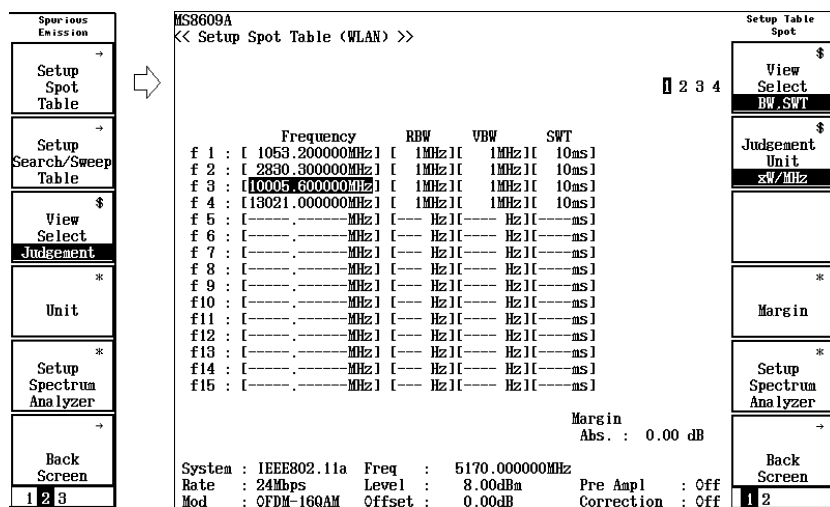 Spurious
Emission
→
Setup
Spot
Table
→
Setup
Search/Sweep
Table
$
View
Select
Judgement
*
Unit
*
Setup
Spectrum
Analyzer
→
Back
Screen
1 2 3
MS8609A
<< Setup Spot Table (WLAN) >>
1 2 3 4
Frequency RBW VBW SWT
f 1 : [ 1053.200000MHz] [ 1MHz][ 1MHz][ 10ms]
f 2 : [ 2830.300000MHz] [ 1MHz][ 1MHz][ 10ms]
f 3 : [10005.600000MHz] [ 1MHz][ 1MHz][ 10ms]
f 4 : [13021.000000MHz] [ 1MHz][ 1MHz][ 10ms]
f 5 : [-----.------MHz] [--- Hz][---- Hz][----ms]
f 6 : [-----.------MHz] [--- Hz][---- Hz][----ms]
f 7 : [-----.------MHz] [--- Hz][---- Hz][----ms]
f 8 : [-----.------MHz] [--- Hz][---- Hz][----ms]
f 9 : [-----.------MHz] [--- Hz][---- Hz][----ms]
f10 : [-----.------MHz] [--- Hz][---- Hz][----ms]
f11 : [-----.------MHz] [--- Hz][---- Hz][----ms]
f12 : [-----.------MHz] [--- Hz][---- Hz][----ms]
f13 : [-----.------MHz] [--- Hz][---- Hz][----ms]
f14 : [-----.------MHz] [--- Hz][---- Hz][----ms]
f15 : [-----.------MHz] [--- Hz][---- Hz][----ms]
Margin
Abs. : 0.00 dB
System : IEEE802.11a Freq : 5170.000000MHz
Rate : 24Mbps Level : 8.00dBm Pre Ampl : Off
Mod : OFDM-16QAM Offset : 0.00dB Correction : Off
Setup Table
Spot
$
View
Select
BW,SWT
$
Judgement
Unit
xW/MHz
*
Margin
*
Setup
Spectrum
Analyzer
→
Back
Screen
1 2